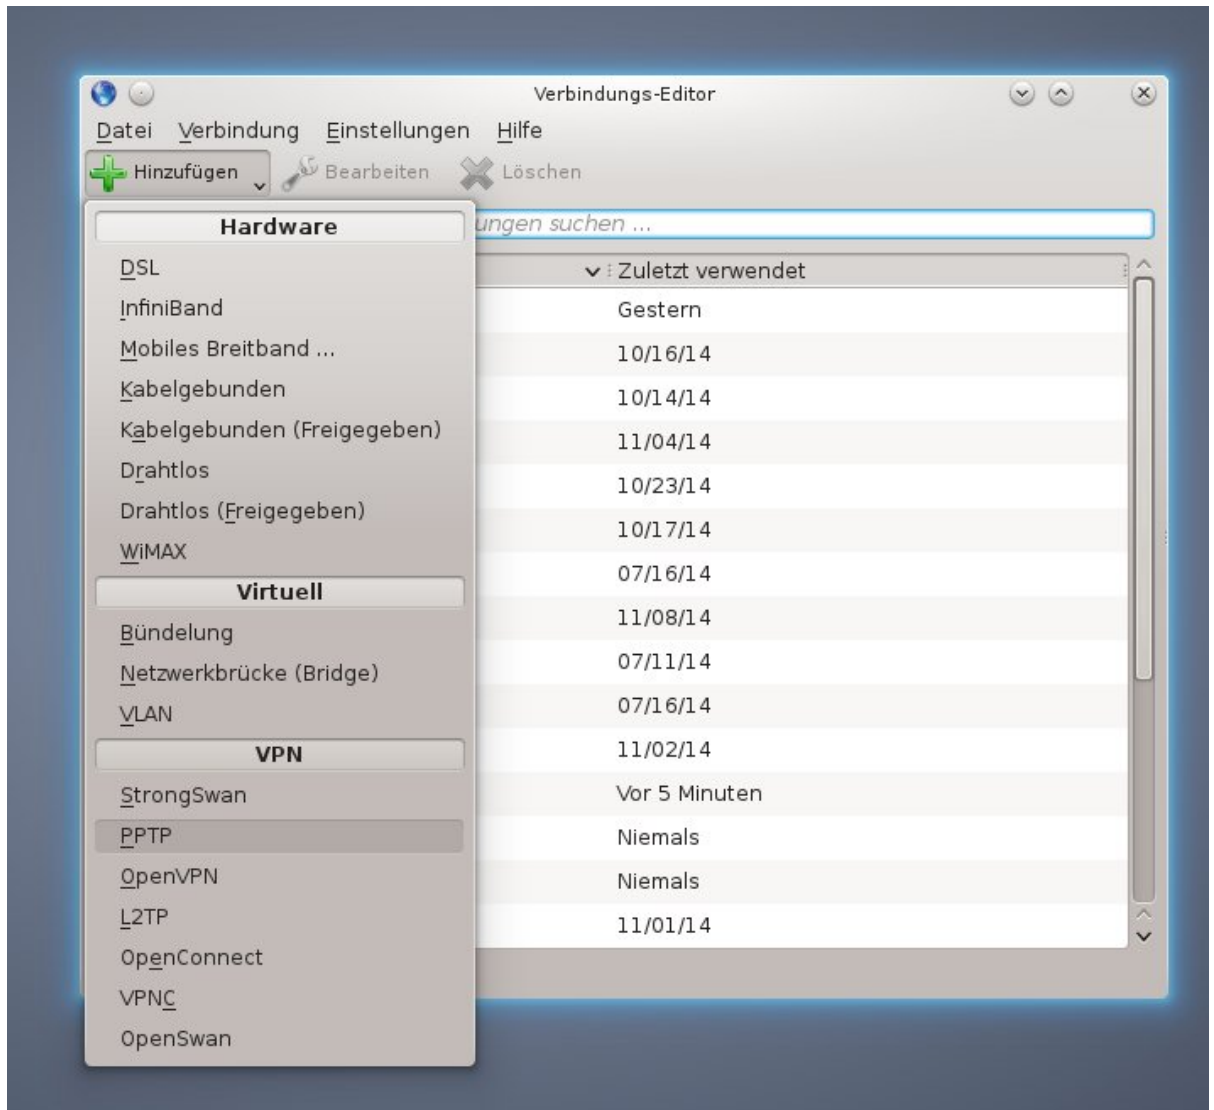 Verbindungs-Editor
Datei Verbindung Einstellungen Hilfe
Hinzufügen Bearbeiten Löschen
ungen suchen ...
Zuletzt verwendet
Gestern
10/16/14
10/14/14
11/04/14
10/23/14
10/17/14
07/16/14
11/08/14
07/11/14
07/16/14
11/02/14
Vor 5 Minuten
Niemals
Niemals
11/01/14
Hardware
DSL
InfiniBand
Mobiles Breitband ...
Kabelgebunden
Kabelgebunden (Freigegeben)
Drahtlos
Drahtlos (Freigegeben)
WiMAX
Virtuell
Bündelung
Netzwerkbrücke (Bridge)
VLAN
VPN
StrongSwan
PPTP
OpenVPN
L2TP
OpenConnect
VPNC
OpenSwan